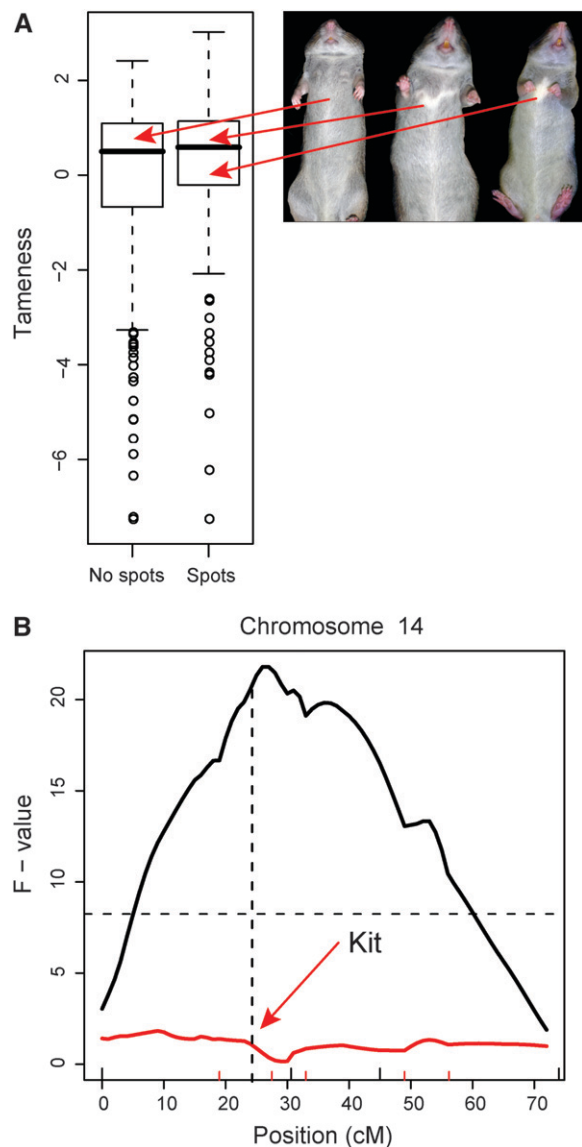 A
Tameness
2
0
−2
−4
−6
No spots Spots
B
Chromosome 14
F − value
20
15
10
5
0
Kit
0 10 20 30 40 50 60 70
Position (cM)